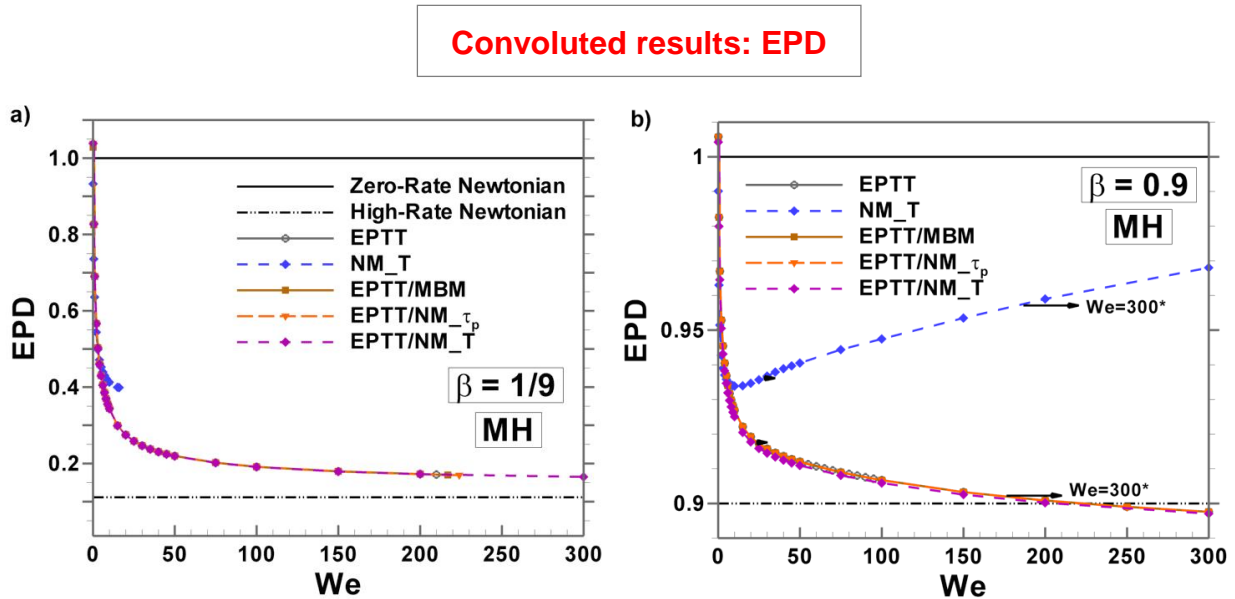 Convoluted results: EPD
a)
EPD
1.0
0.8
0.6
0.4
0.2
0
50
100
150
200
250
300
We
Zero-Rate Newtonian
High-Rate Newtonian
EPTT
NM_T
EPTT/MBM
EPTT/NM_τp
EPTT/NM_T
β = 1/9
MH
b)
EPD
1
0.95
0.9
0
50
100
150
200
250
300
We
EPTT
NM_T
EPTT/MBM
EPTT/NM_τp
EPTT/NM_T
β = 0.9
MH
We=300*
We=300*